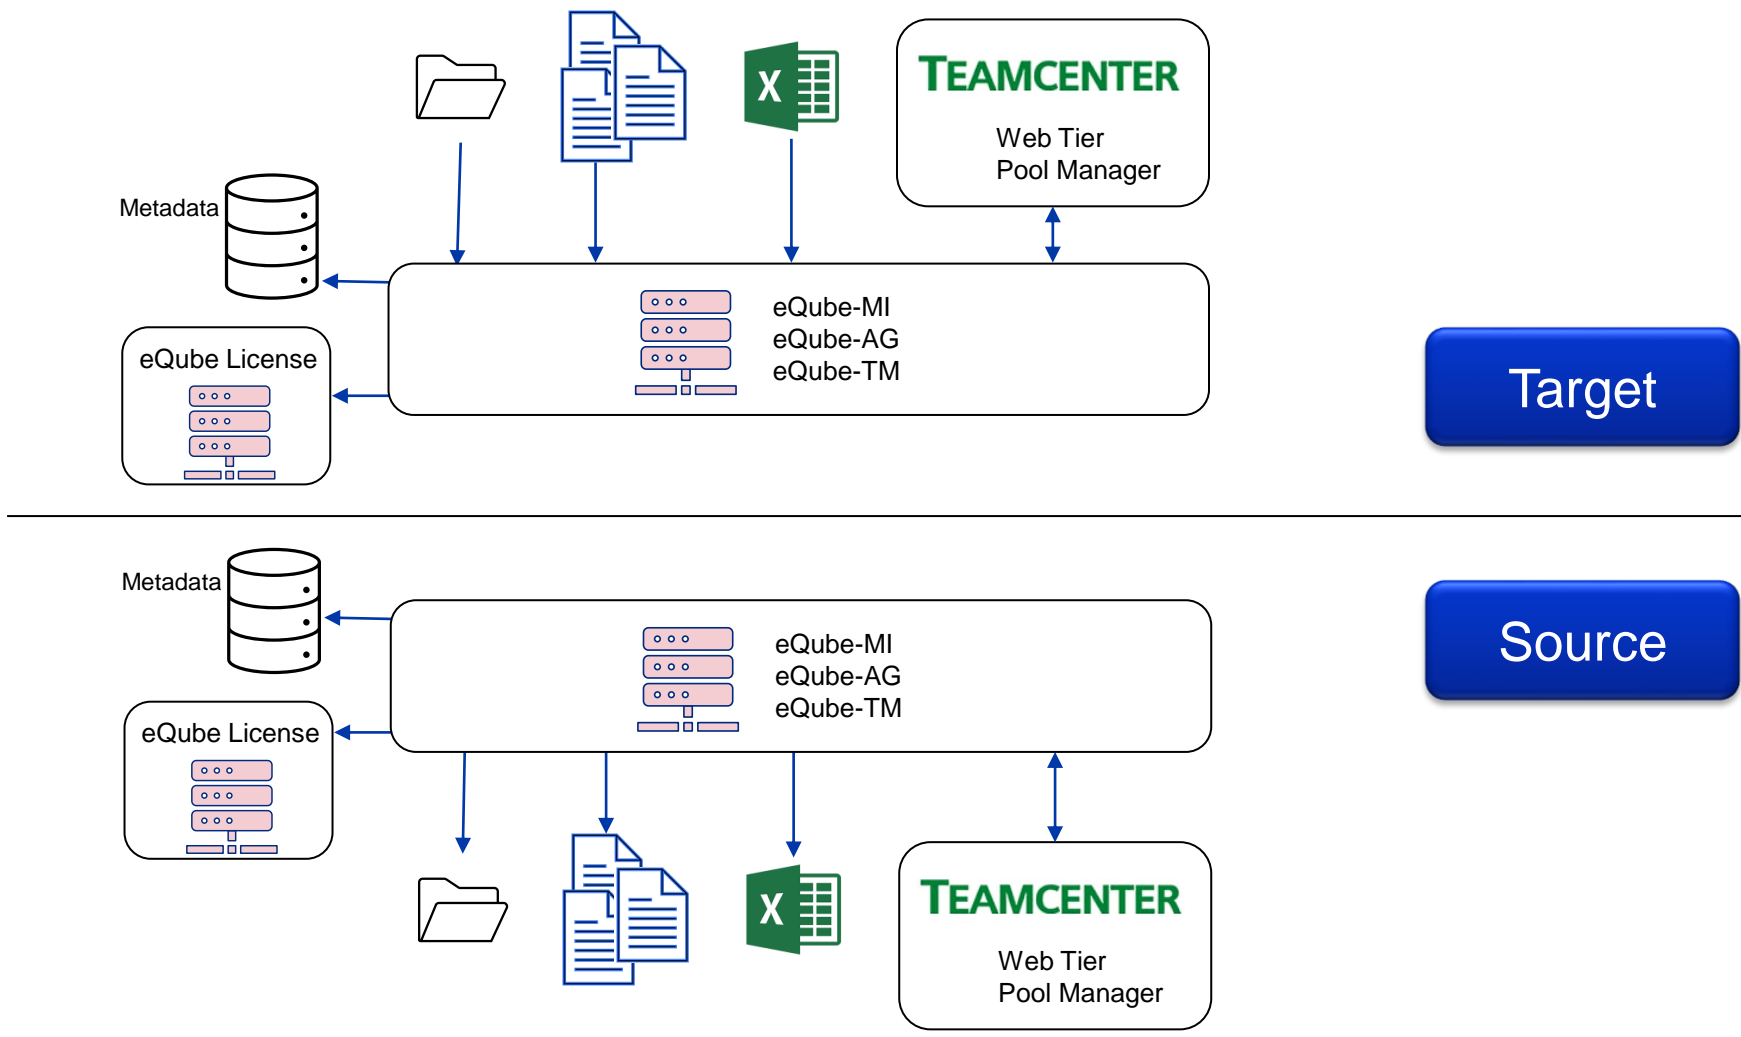 TEAMCENTER
Web Tier
Pool Manager
Metadata
eQube-MI
eQube-AG
eQube-TM
eQube License
X
Target
Metadata
eQube-MI
eQube-AG
eQube-TM
Source
eQube License
X
TEAMCENTER
Web Tier
Pool Manager